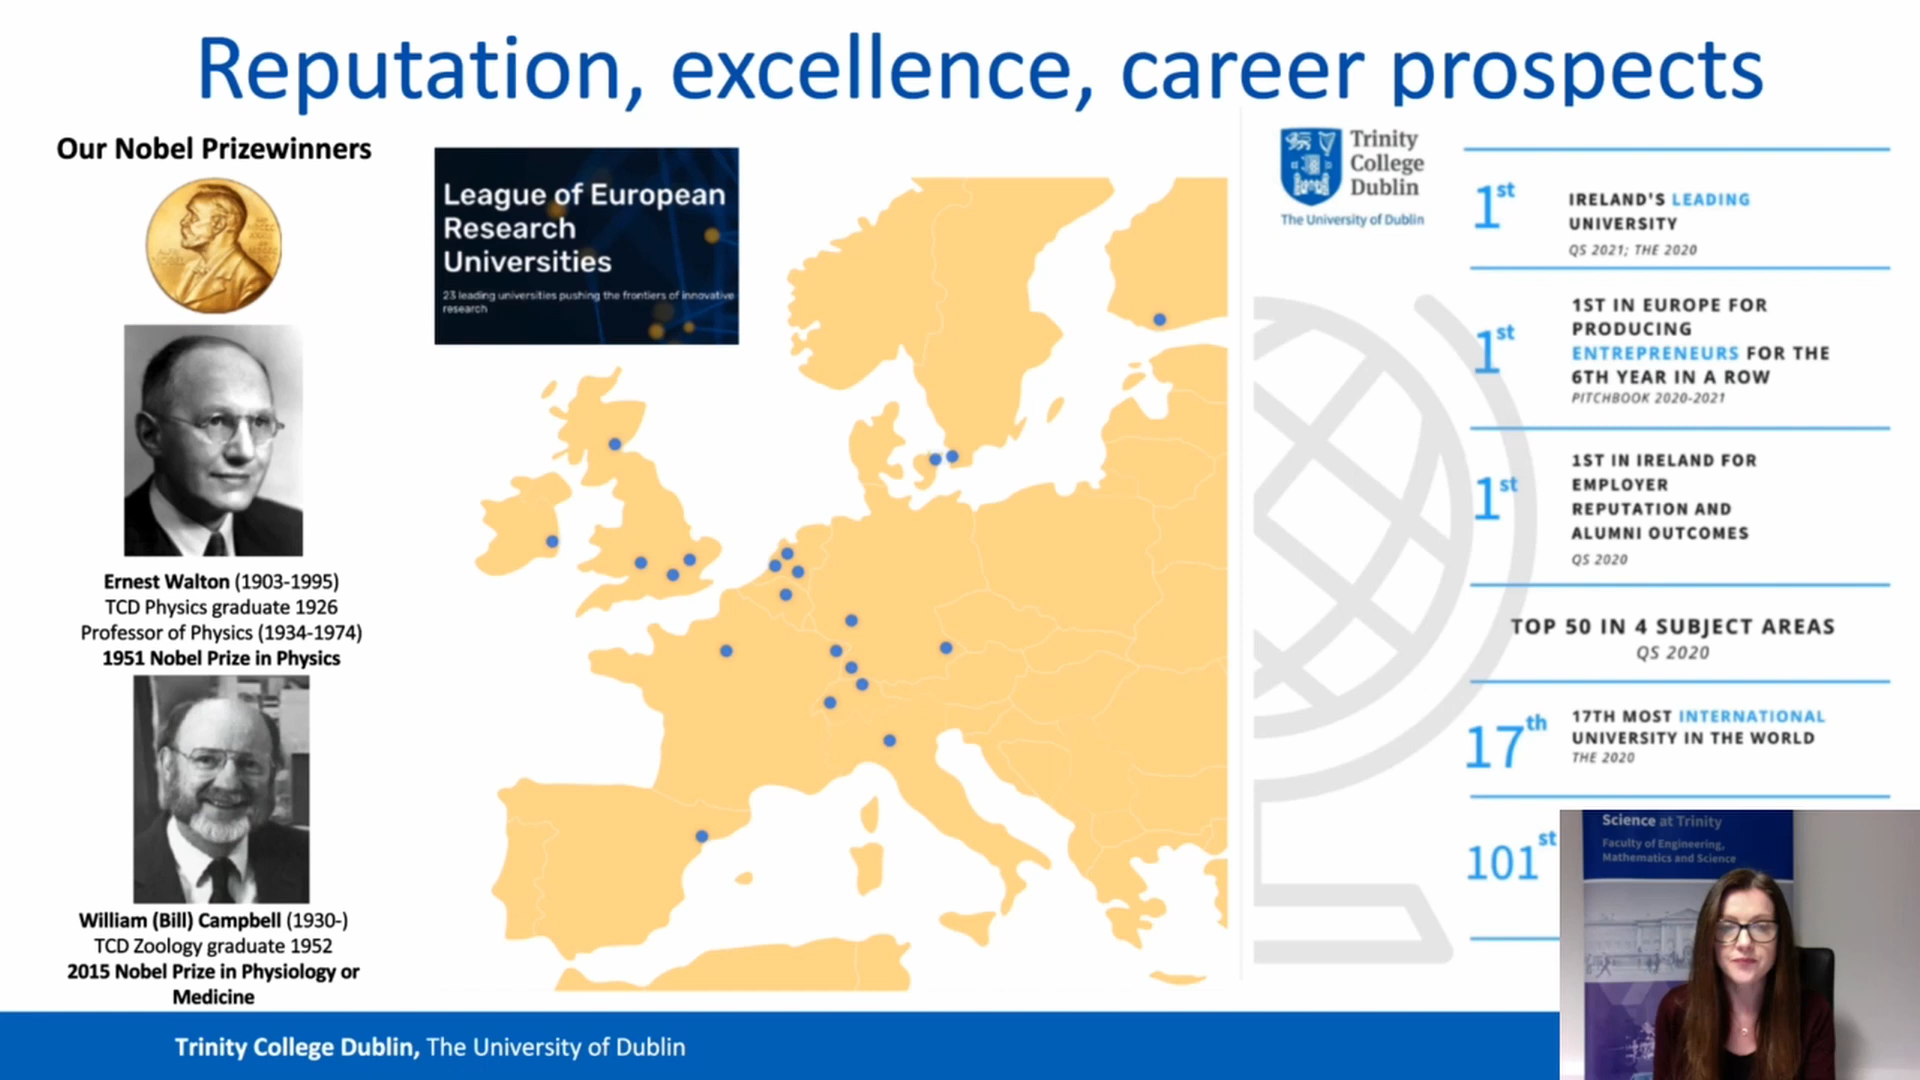 Reputation, excellence, career prospects
Our Nobel Prizewinners
Ernest Walton (1903-1995)
TCD Physics graduate 1926
Professor of Physics (1934-1974)
1951 Nobel Prize in Physics
William (Bill) Campbell (1930-)
TCD Zoology graduate 1952
2015 Nobel Prize in Physiology or
Medicine
League of European
Research
Universities
23 leading universities pushing the frontiers of innovative
research
Trinity
College
Dublin
The University of Dublin
1st
IRELAND'S LEADING
UNIVERSITY
QS 2021; THE 2020
1st
1ST IN EUROPE FOR
PRODUCING
ENTREPRENEURS FOR THE
6TH YEAR IN A ROW
PITCHBOOK 2020-2021
1st
1ST IN IRELAND FOR
EMPLOYER
REPUTATION AND
ALUMNI OUTCOMES
QS 2020
TOP 50 IN 4 SUBJECT AREAS
QS 2020
17th
17TH MOST INTERNATIONAL
UNIVERSITY IN THE WORLD
THE 2020
101st
Science at Trinity
Faculty of Engineering,
Mathematics and Science
Trinity College Dublin, The University of Dublin